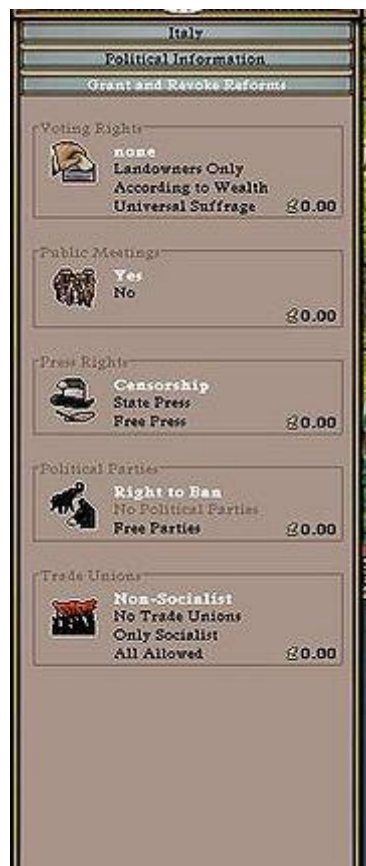 Italy
Political Information
Grant and Revoke Reforms
Voting Rights
none
Landowners Only
According to Wealth
Universal Suffrage £0.00
Public Meetings
Yes
No
£0.00
Press Rights
Censorship
State Press
Free Press £0.00
Political Parties
Right to Ban
No Political Parties
Free Parties £0.00
Trade Unions
Non-Socialist
No Trade Unions
Only Socialist
All Allowed £0.00